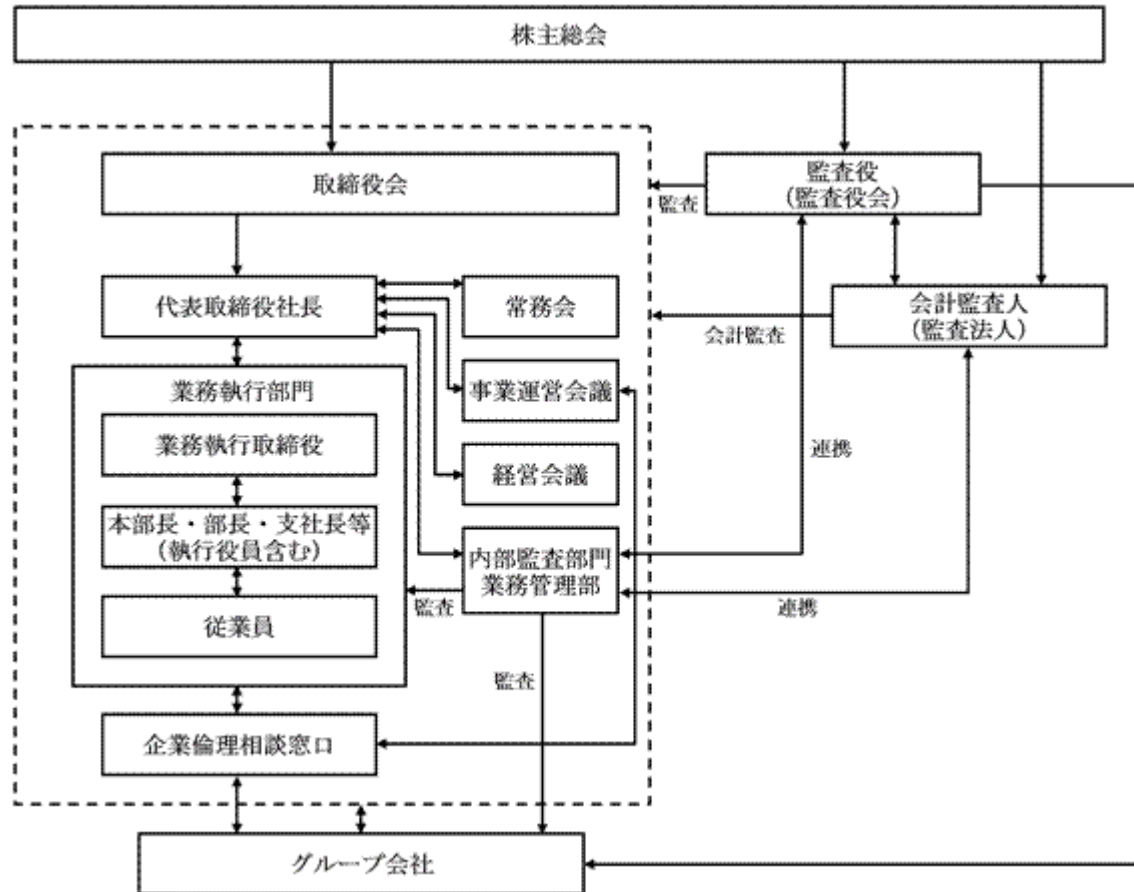 株主総会
取締役会
監査役
(監査役会)
監査
代表取締役社長
常務会
会計監査人
(監査法人)
会計監査
業務執行部門
事業運営会議
業務執行取締役
経営会議
連携
本部長・部長・支社長等
(執行役員含む)
内部監査部門
業務管理部
監査
連携
従業員
監査
企業倫理相談窓口
グループ会社